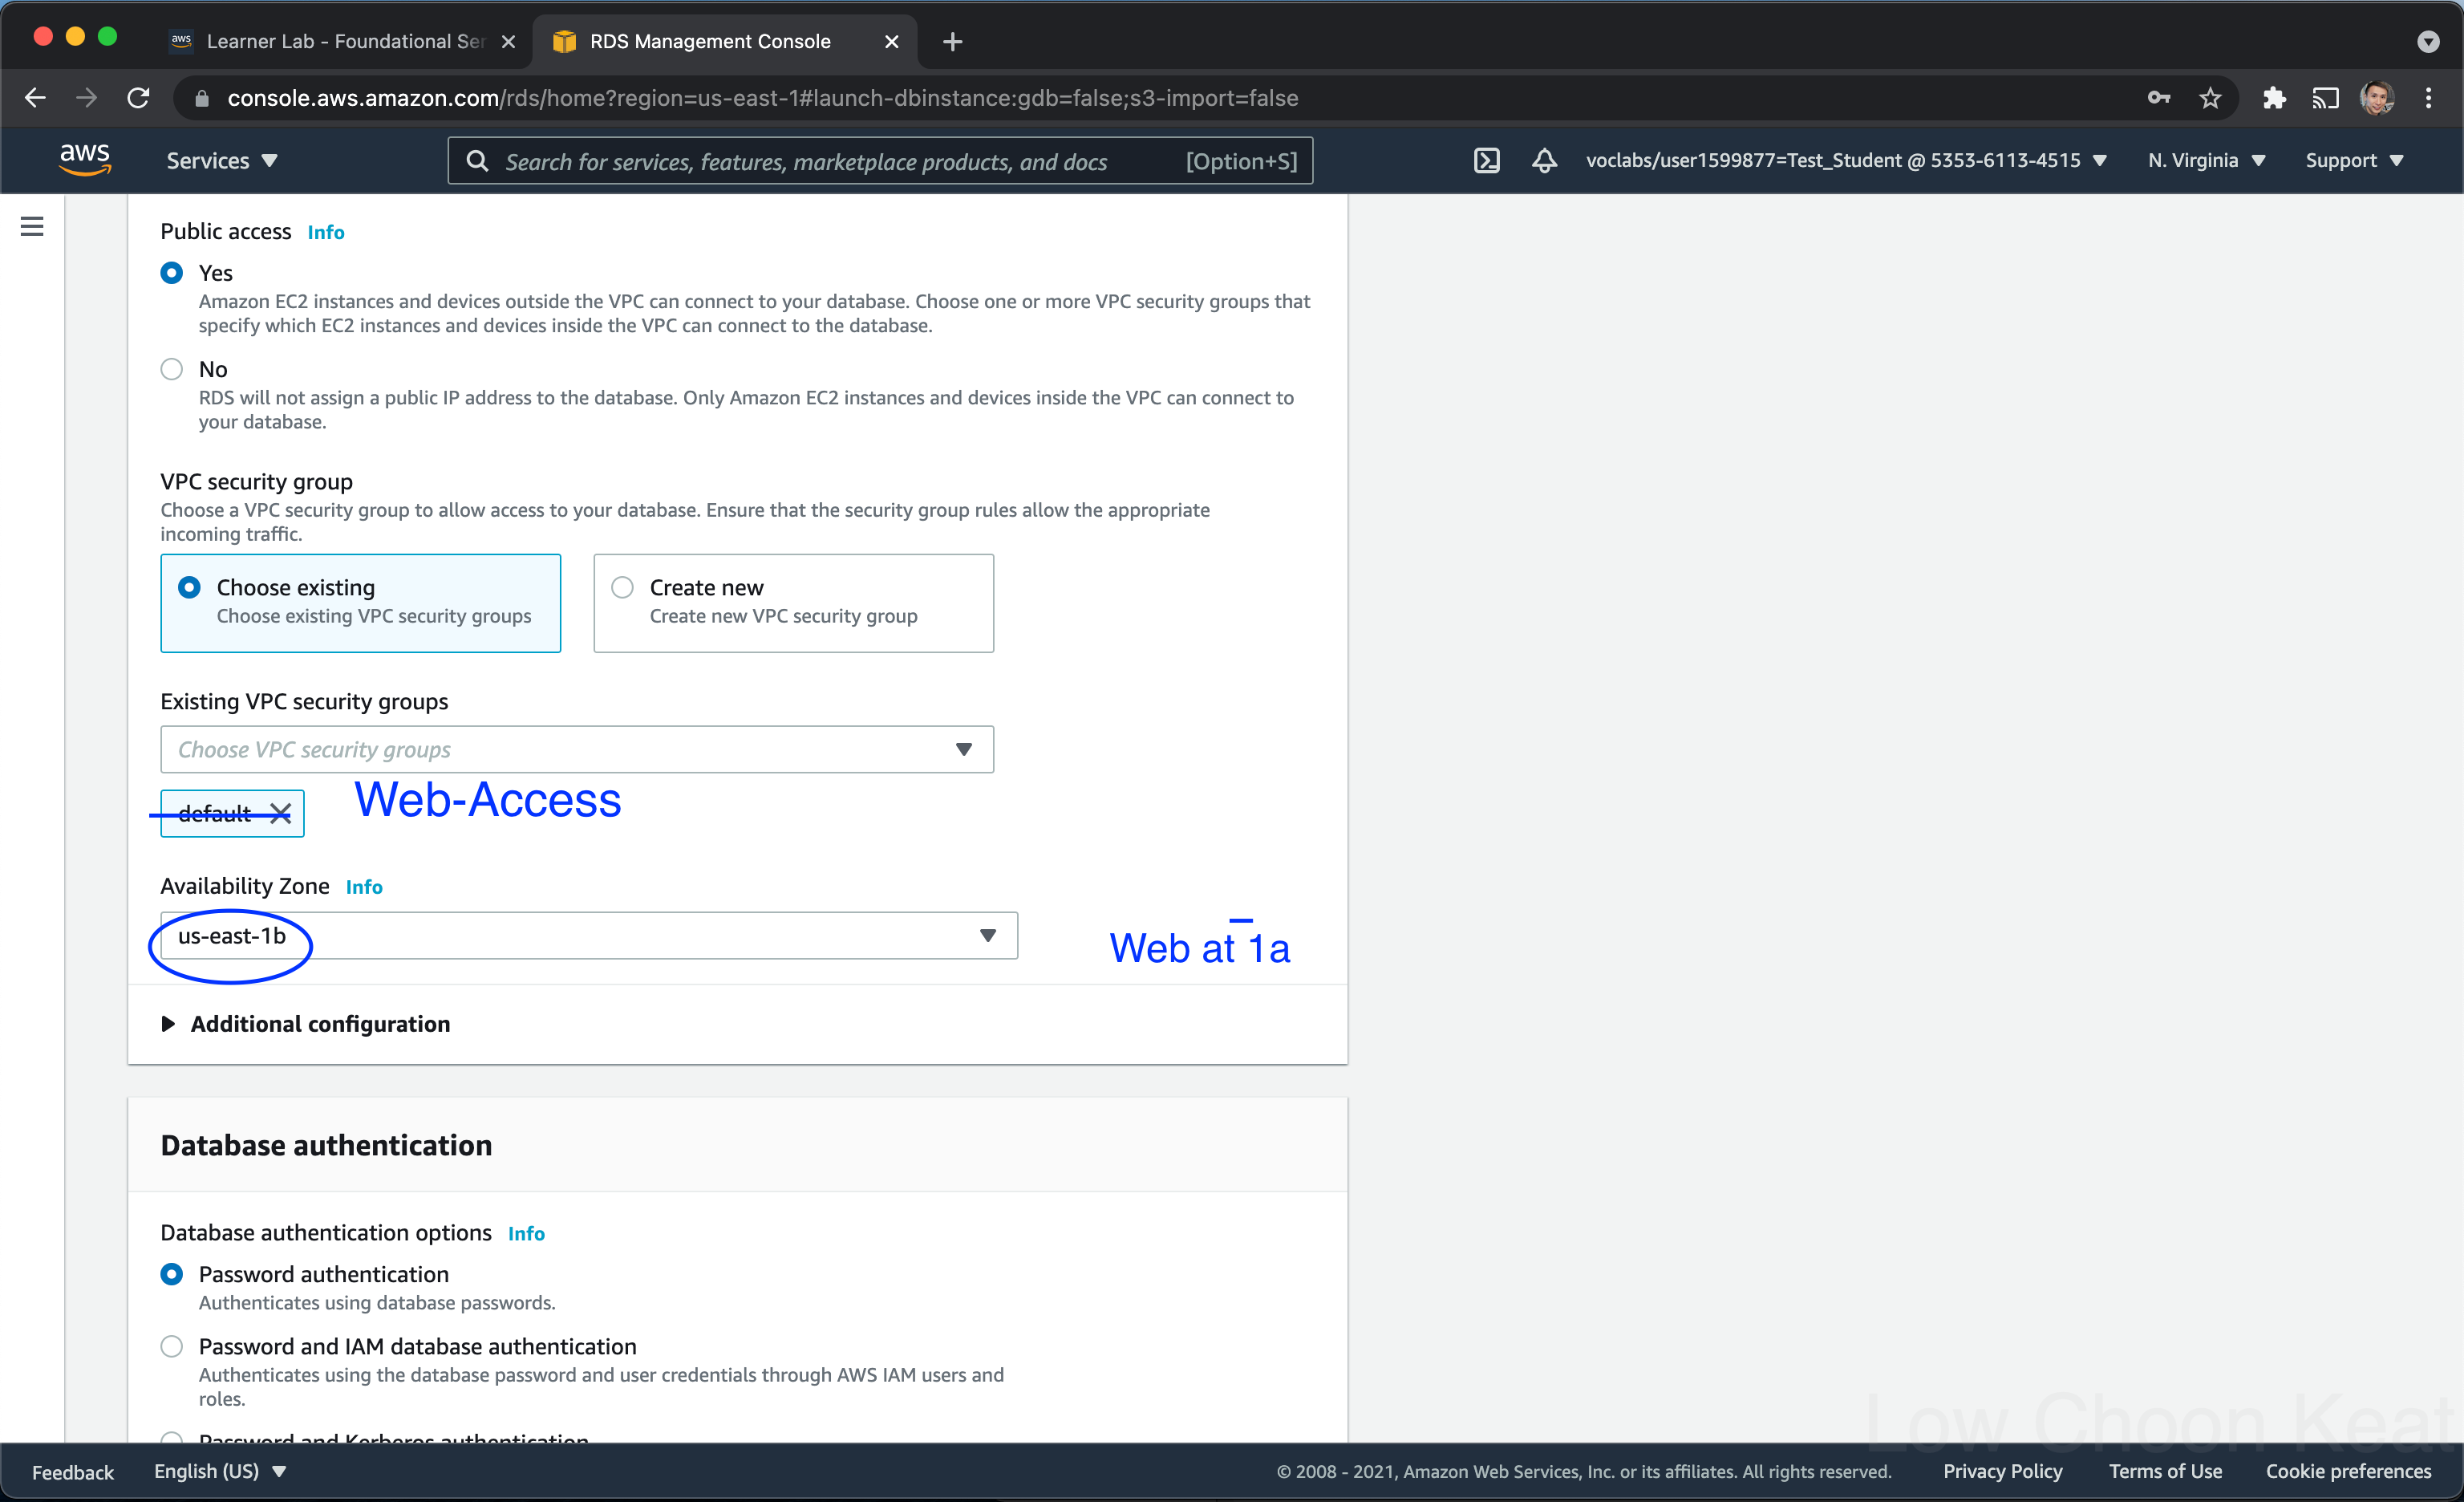 Learner Lab - Foundational Ser
RDS Management Console
console.aws.amazon.com/rds/home?region=us-east-1#launch-dbinstance:gdb=false;s3-import=false
aws
Services
Search for services, features, marketplace products, and docs [Option+S]
voclabs/user1599877=Test_Student @ 5353-6113-4515
N. Virginia
Support
Public access Info
Yes
Amazon EC2 instances and devices outside the VPC can connect to your database. Choose one or more VPC security groups that
specify which EC2 instances and devices inside the VPC can connect to the database.
No
RDS will not assign a public IP address to the database. Only Amazon EC2 instances and devices inside the VPC can connect to
your database.
VPC security group
Choose a VPC security group to allow access to your database. Ensure that the security group rules allow the appropriate
incoming traffic.
Choose existing
Choose existing VPC security groups
Create new
Create new VPC security group
Existing VPC security groups
Choose VPC security groups
default
Web-Access
Availability Zone Info
us-east-1b
Web at 1a
Additional configuration
Database authentication
Database authentication options Info
Password authentication
Authenticates using database passwords.
Password and IAM database authentication
Authenticates using the database password and user credentials through AWS IAM users and
roles.
Password and Kerberos authentication
Low Choon Keat
Feedback
English (US)
© 2008 - 2021, Amazon Web Services, Inc. or its affiliates. All rights reserved.
Privacy Policy
Terms of Use
Cookie preferences